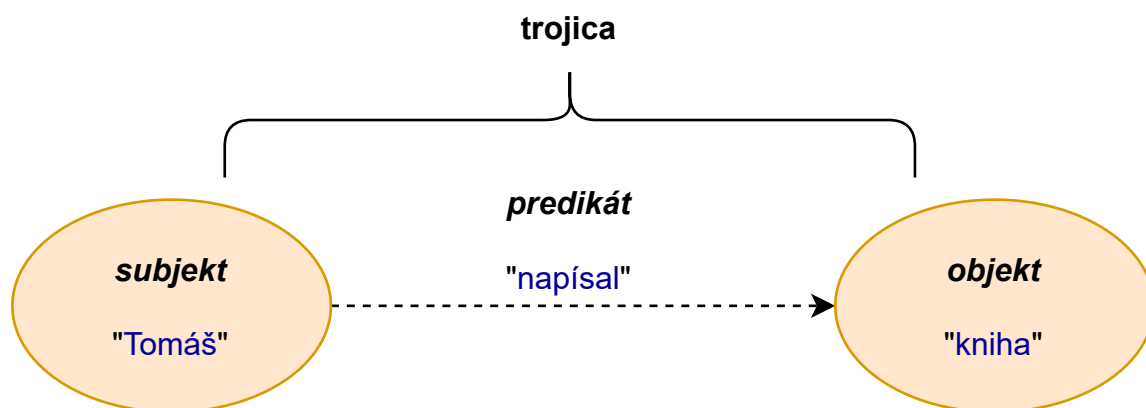 trojica
predikát
"napísal"
subjekt
"Tomáš"
objekt
"kniha"